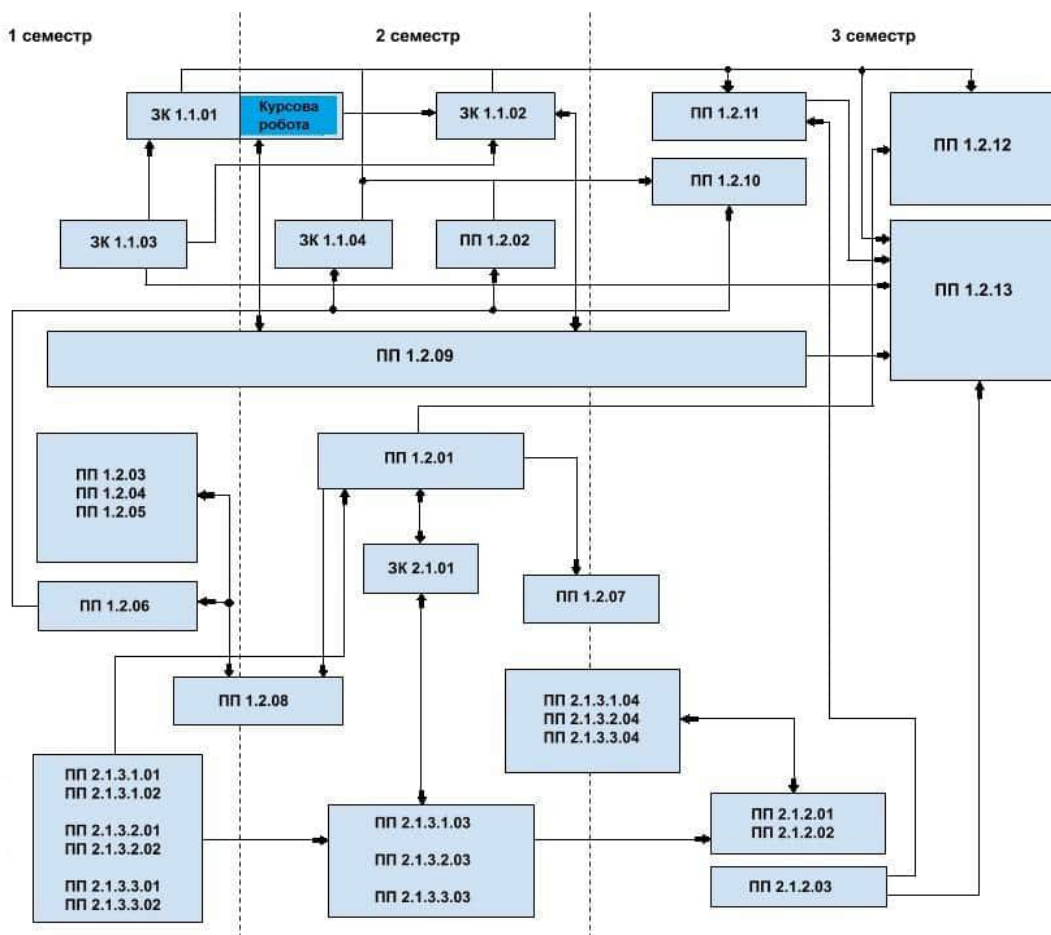 1 семестр
2 семестр
3 семестр
ЗК 1.1.01
Курсова
робота
ЗК 1.1.02
ПП 1.2.11
ПП 1.2.12
ПП 1.2.10
ЗК 1.1.03
ЗК 1.1.04
ПП 1.2.02
ПП 1.2.13
ПП 1.2.09
ПП 1.2.03
ПП 1.2.04
ПП 1.2.05
ПП 1.2.01
ЗК 2.1.01
ПП 1.2.06
ПП 1.2.07
ПП 1.2.08
ПП 2.1.3.1.04
ПП 2.1.3.2.04
ПП 2.1.3.3.04
ПП 2.1.3.1.01
ПП 2.1.3.1.02
ПП 2.1.3.2.01
ПП 2.1.3.2.02
ПП 2.1.3.3.01
ПП 2.1.3.3.02
ПП 2.1.3.1.03
ПП 2.1.3.2.03
ПП 2.1.3.3.03
ПП 2.1.2.01
ПП 2.1.2.02
ПП 2.1.2.03